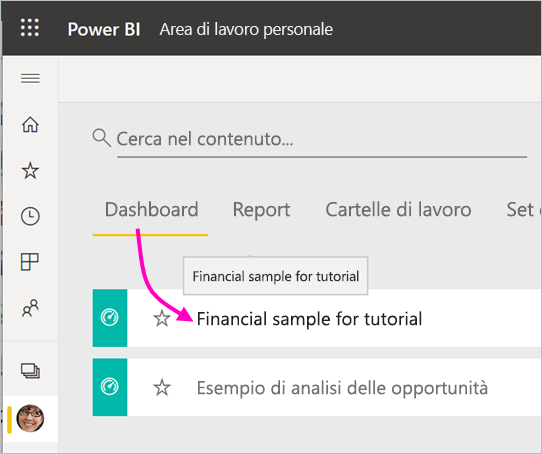 Power BI Area di lavoro personale
Cerca nel contenuto...
Dashboard Report Cartelle di lavoro Set
Financial sample for tutorial
Financial sample for tutorial
Esempio di analisi delle opportunità